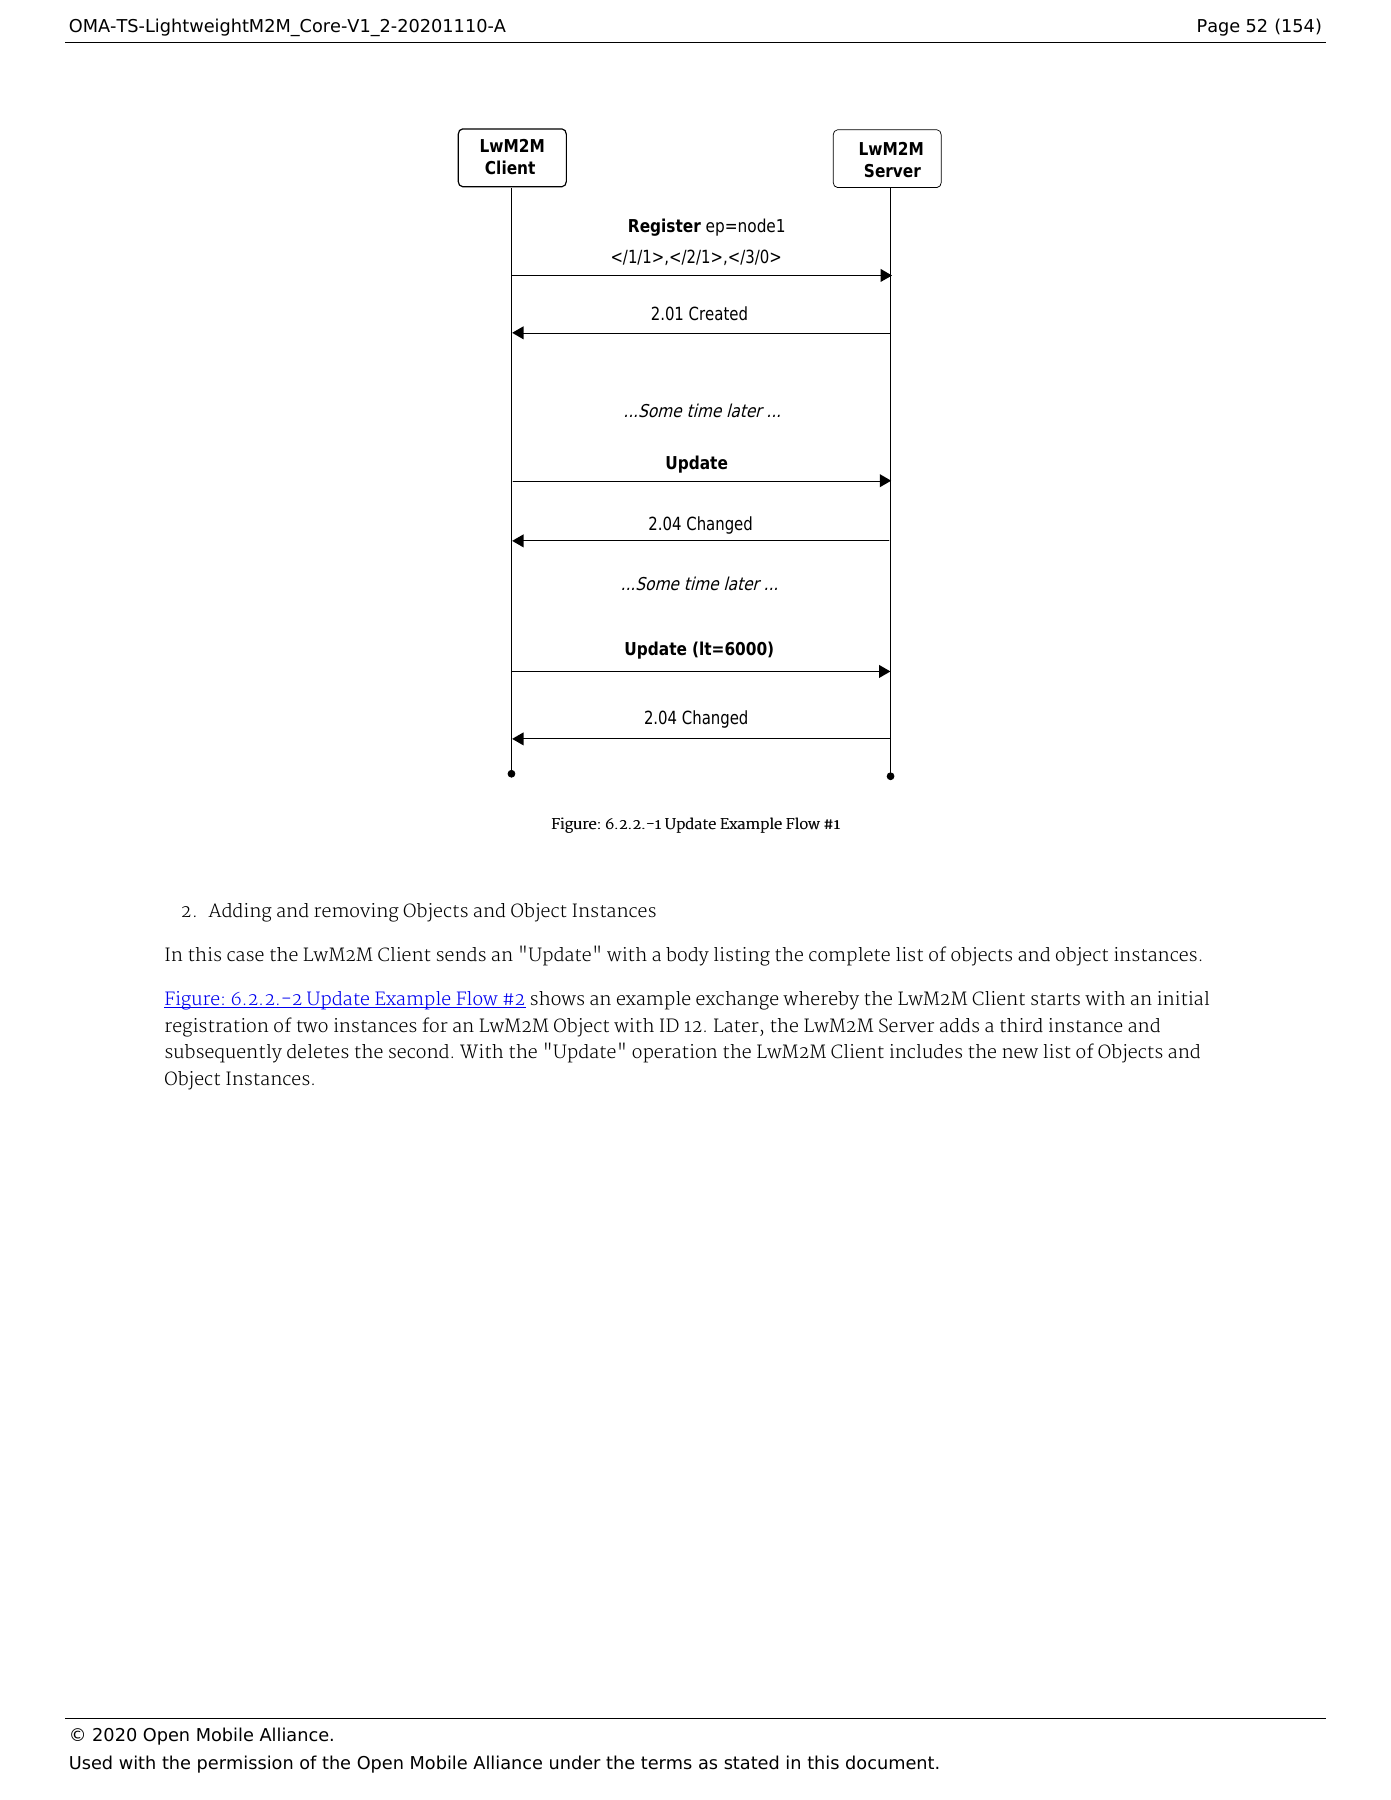 OMA-TS-LightweightM2M_Core-V1_2-20201110-A Page 52 (154)
LwM2M
Client
LwM2M
Server
Register ep=node1
</1/1>,</2/1>,</3/0>
2.01 Created
...Some time later ...
Update
2.04 Changed
...Some time later ...
Update (lt=6000)
2.04 Changed
Figure: 6.2.2.-1 Update Example Flow #1
2. Adding and removing Objects and Object Instances
In this case the LwM2M Client sends an "Update" with a body listing the complete list of objects and object instances.
Figure: 6.2.2.-2 Update Example Flow #2 shows an example exchange whereby the LwM2M Client starts with an initial
registration of two instances for an LwM2M Object with ID 12. Later, the LwM2M Server adds a third instance and
subsequently deletes the second. With the "Update" operation the LwM2M Client includes the new list of Objects and
Object Instances.
© 2020 Open Mobile Alliance.
Used with the permission of the Open Mobile Alliance under the terms as stated in this document.